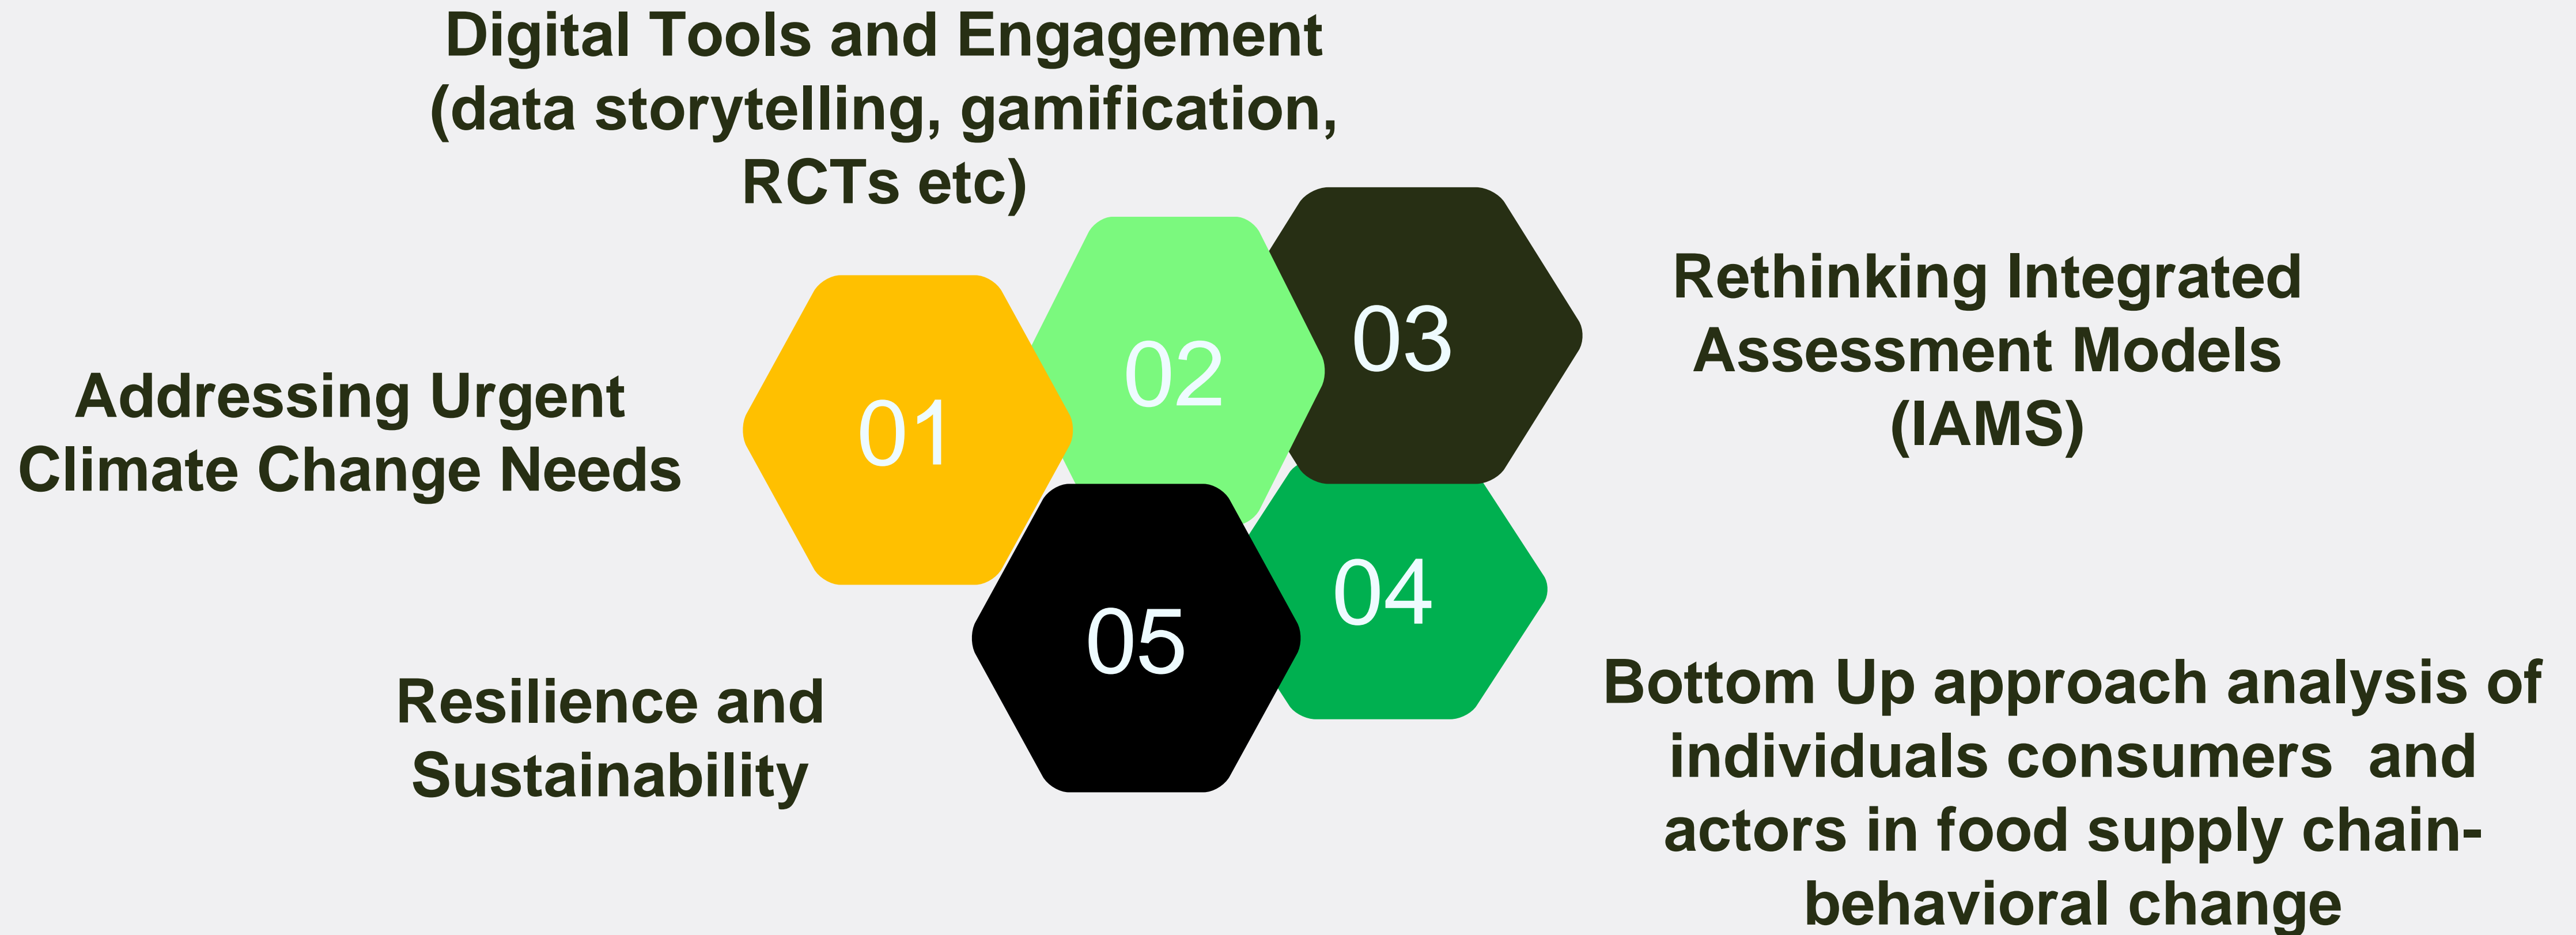 Digital Tools and Engagement
(data storytelling, gamification,
RCTs etc)
Addressing Urgent
Climate Change Needs
01
02
03
Rethinking Integrated
Assessment Models
(IAMS)
04
05
Resilience and
Sustainability
Bottom Up approach analysis of
individuals consumers  and
actors in food supply chain-
behavioral change